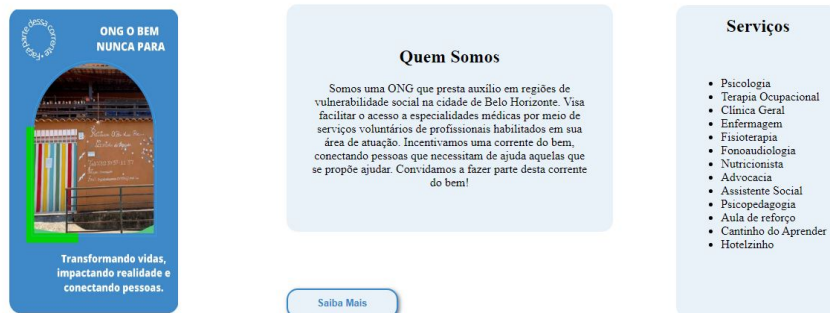 Faça parte dessa corrente
ONG O BEM
NUNCA PARA
Transformando vidas,
impactando realidade e
conectando pessoas.
Quem Somos
Somos uma ONG que presta auxílio em regiões de
vulnerabilidade social na cidade de Belo Horizonte. Visa
facilitar o acesso a especialidades médicas por meio de
serviços voluntários de profissionais habilitados em sua
área de atuação. Incentivamos uma corrente do bem,
conectando pessoas que necessitam de ajuda aquelas que
se propõe ajudar. Convidamos a fazer parte desta corrente
do bem!
Saiba Mais
Serviços
Psicologia
Terapia Ocupacional
Clínica Geral
Enfermagem
Fisioterapia
Fonoaudiologia
Nutricionista
Advocacia
Assistente Social
Psicopedagogia
Aula de reforço
Cantinho do Aprender
Hotelzinho